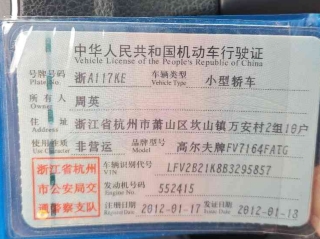 中华人民共和国机动车行驶证
Vehicle License of the People's Republic of China
号牌号码 浙A117KE 车辆类型 小型轿车
Plate No. Vehicle Type
所有人 周英
Owner
住址 浙江省杭州市萧山区坎山镇万安村2组19户
Address
使用性质 非营运 品牌型号 高尔夫牌FV7164FATG
Use Character Model
浙江省杭州 车辆识别代号 LFV2B21K8B3295857
VIN
市公安局交 发动机号码 552415
Engine No.
通警察支队 注册日期 2012-01-17 发证日期 2012-01-18
Register Date Issue Date